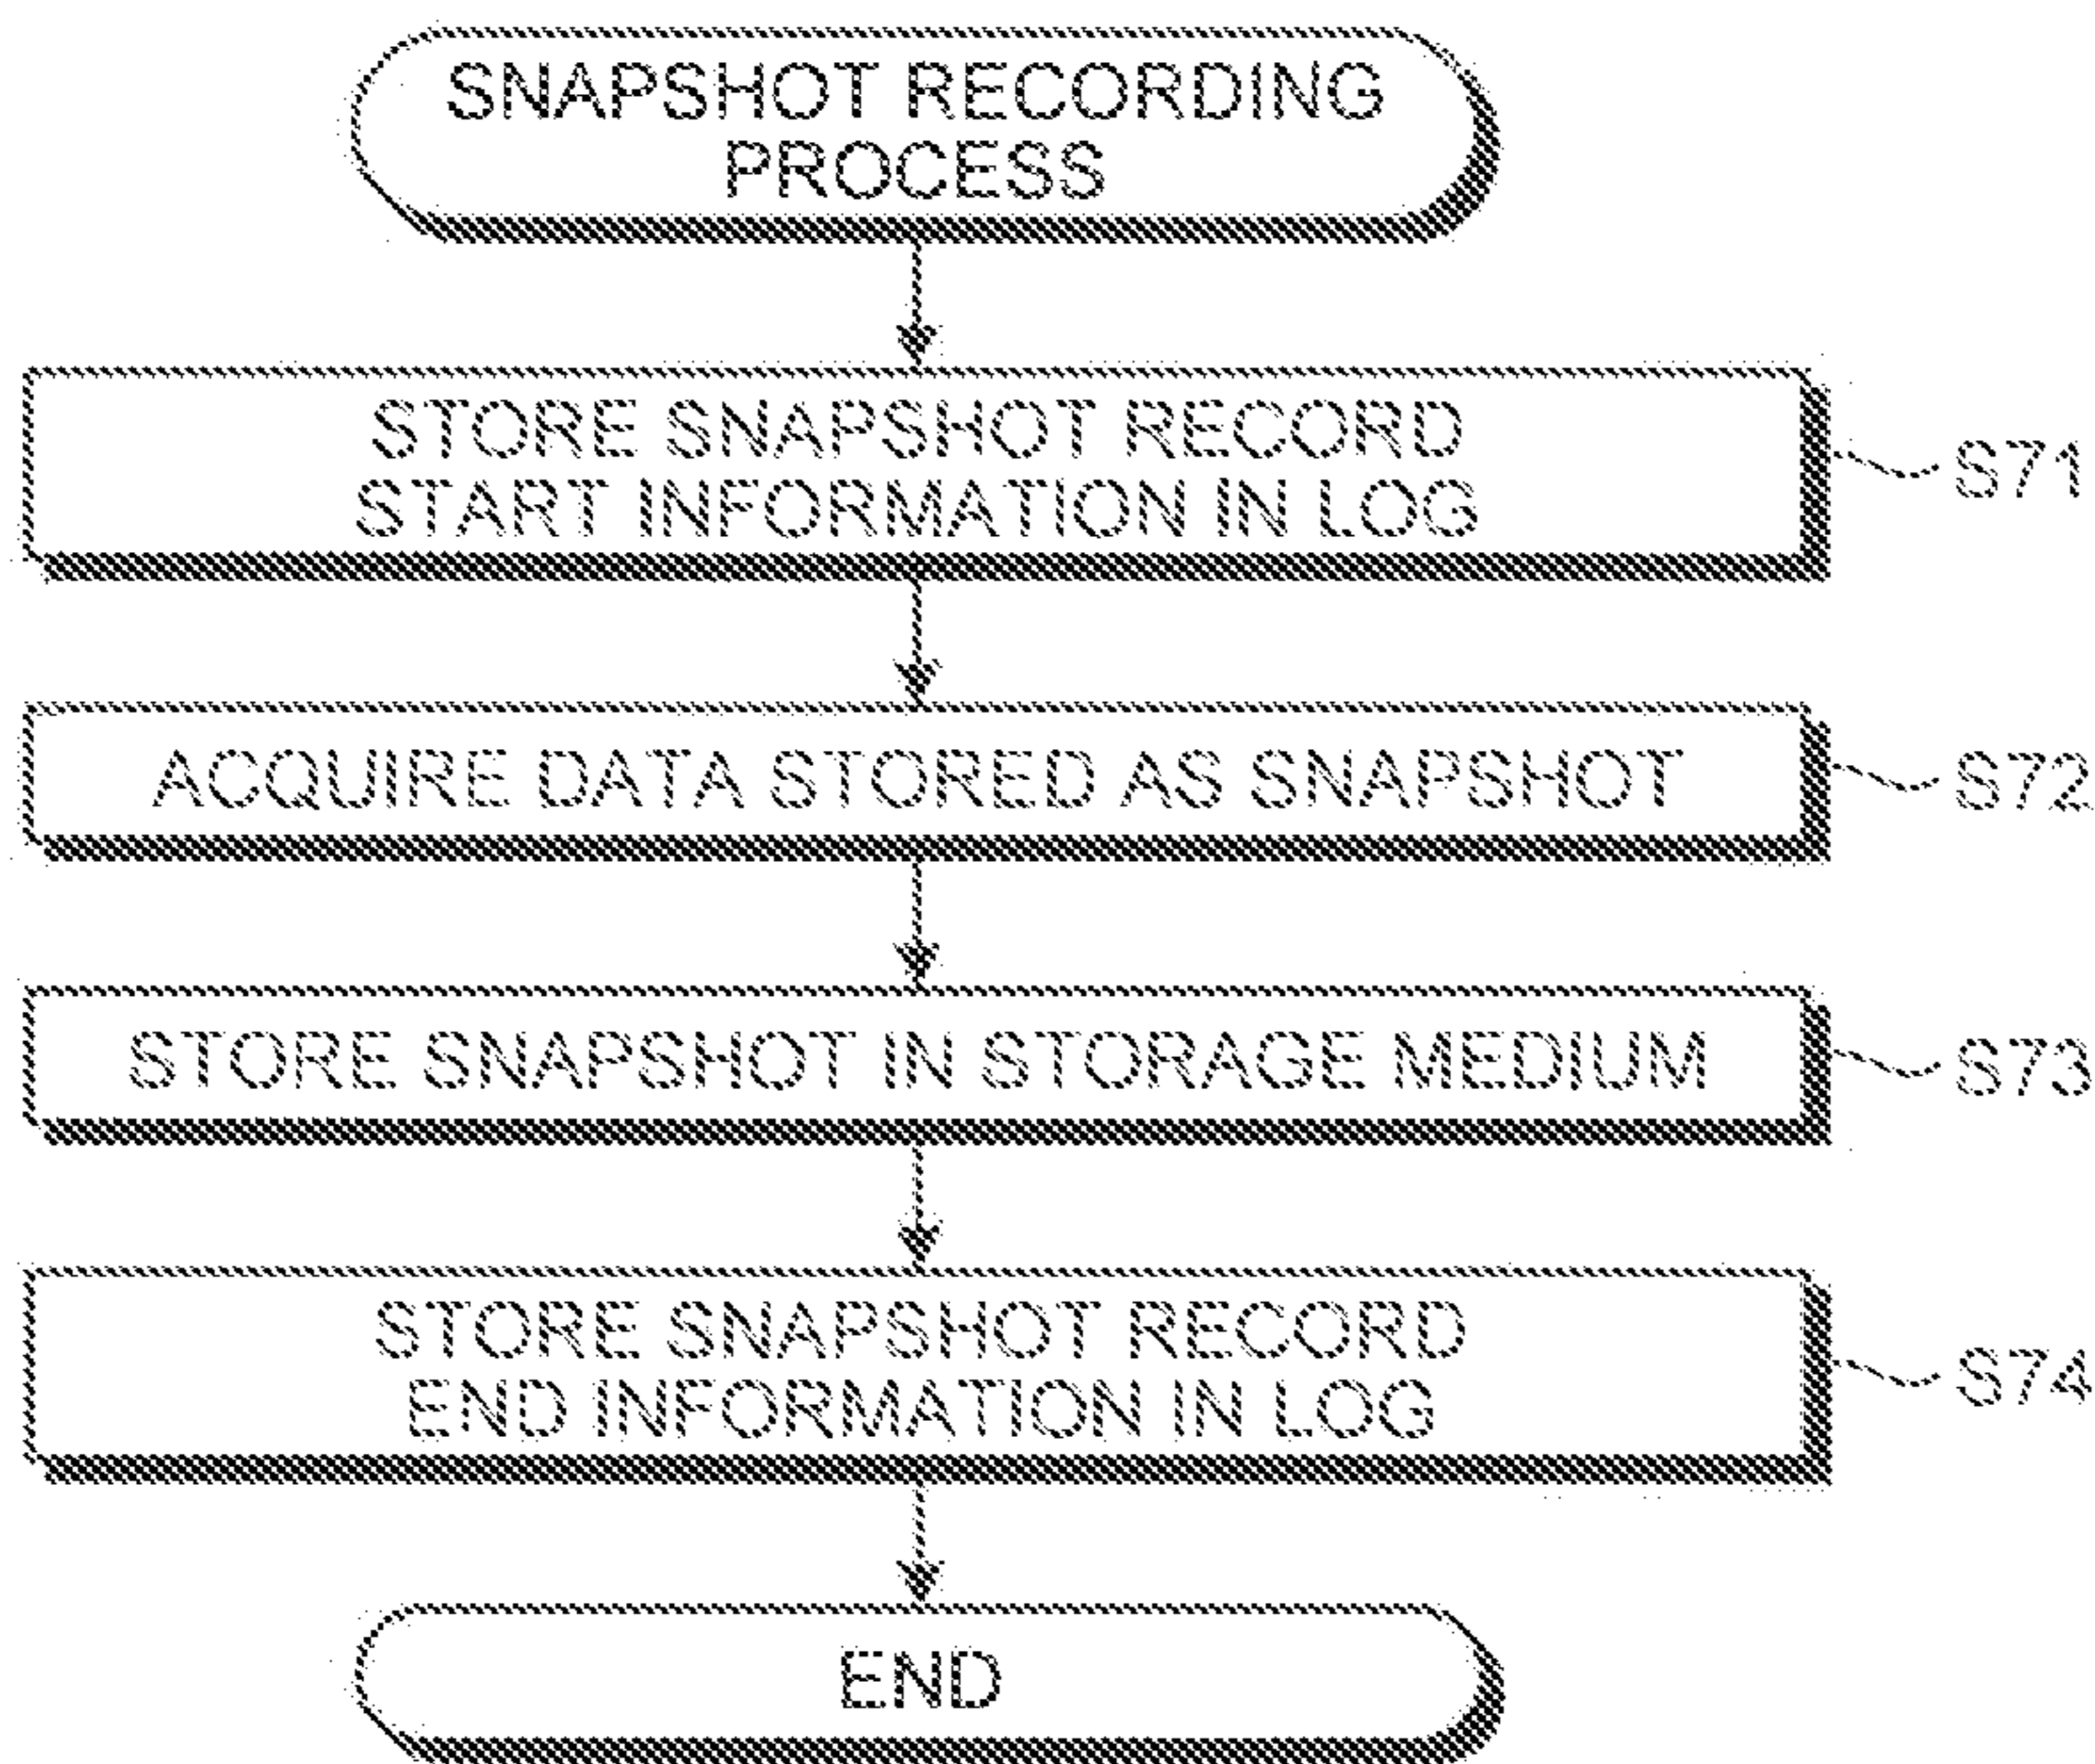 SNAPSHOT RECORDING
PROCESS
STORE SNAPSHOT RECORD
START INFORMATION IN LOG
S71
ACQUIRE DATA STORED AS SNAPSHOT
S72
STORE SNAPSHOT IN STORAGE MEDIUM
S73
STORE SNAPSHOT RECORD
END INFORMATION IN LOG
S74
END